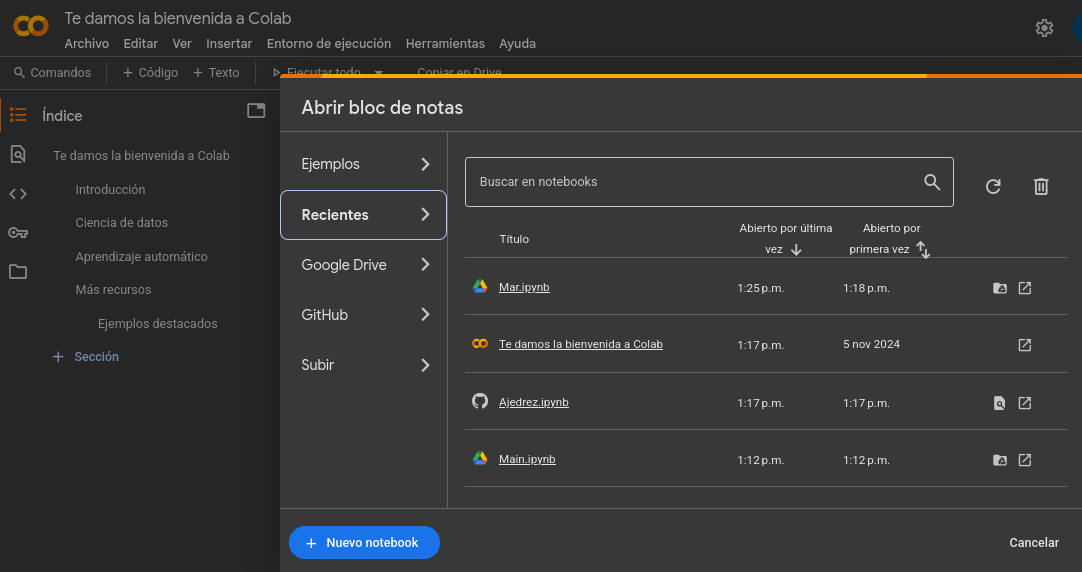 Te damos la bienvenida a Colab
Archivo Editar Ver Insertar Entorno de ejecución Herramientas Ayuda
Comandos + Código + Texto Ejecutar todo Copiar en Drive
Índice
Te damos la bienvenida a Colab
Introducción
Ciencia de datos
Aprendizaje automático
Más recursos
Ejemplos destacados
+ Sección
Abrir bloc de notas
Ejemplos
Recientes
Google Drive
GitHub
Subir
Buscar en notebooks
Título
Abierto por última
vez
Abierto por
primera vez
Mar.ipynb 1:25 p.m. 1:18 p.m.
Te damos la bienvenida a Colab 1:17 p.m. 5 nov 2024
Ajedrez.ipynb 1:17 p.m. 1:17 p.m.
Main.ipynb 1:12 p.m. 1:12 p.m.
+ Nuevo notebook
Cancelar